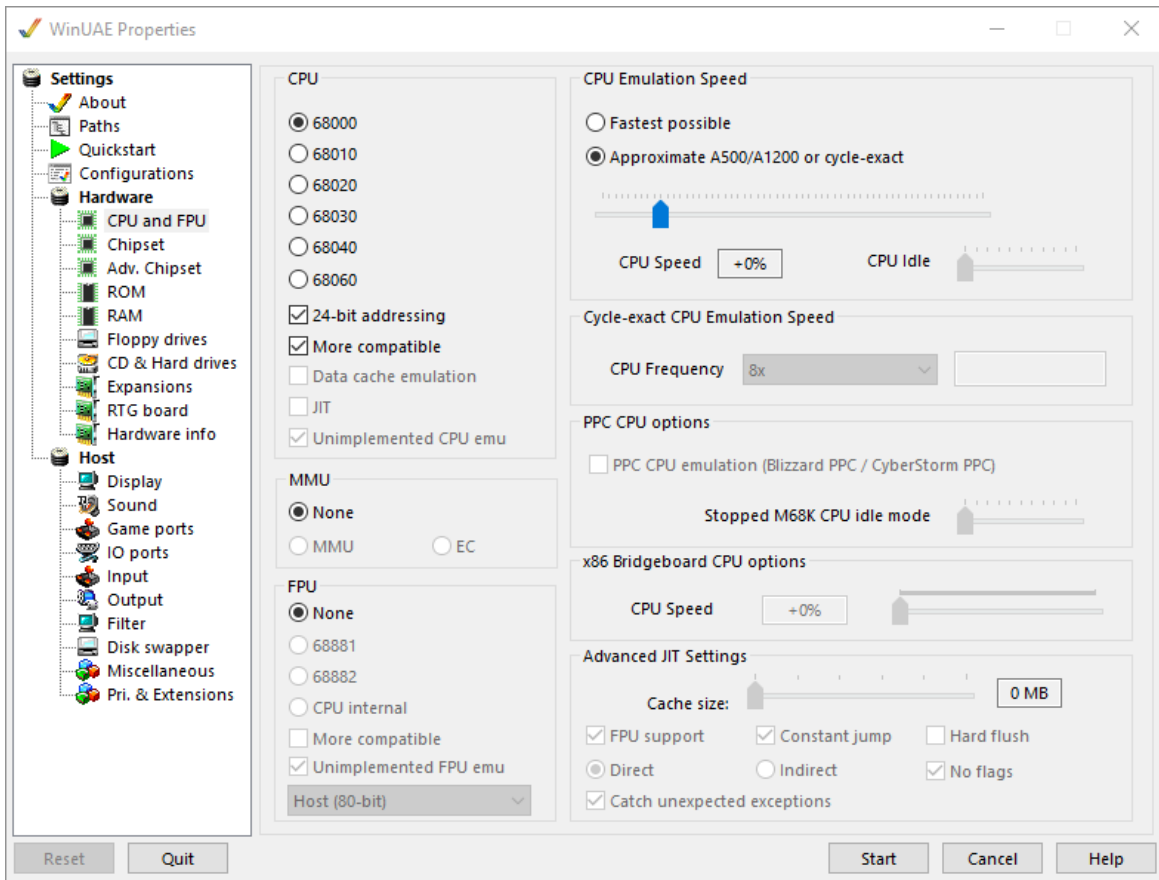 WinUAE Properties
Settings
About
Paths
Quickstart
Configurations
Hardware
CPU and FPU
Chipset
Adv. Chipset
ROM
RAM
Floppy drives
CD & Hard drives
Expansions
RTG board
Hardware info
Host
Display
Sound
Game ports
IO ports
Input
Output
Filter
Disk swapper
Miscellaneous
Pri. & Extensions
CPU
68000
68010
68020
68030
68040
68060
24-bit addressing
More compatible
Data cache emulation
JIT
Unimplemented CPU emu
MMU
None
MMU EC
FPU
None
68881
68882
CPU internal
More compatible
Unimplemented FPU emu
Host (80-bit)
CPU Emulation Speed
Fastest possible
Approximate A500/A1200 or cycle-exact
CPU Speed +0% CPU Idle
Cycle-exact CPU Emulation Speed
CPU Frequency 8x
PPC CPU options
PPC CPU emulation (Blizzard PPC / CyberStorm PPC)
Stopped M68K CPU idle mode
x86 Bridgeboard CPU options
CPU Speed +0%
Advanced JIT Settings
Cache size: 0 MB
FPU support Constant jump Hard flush
Direct Indirect No flags
Catch unexpected exceptions
Reset Quit Start Cancel Help